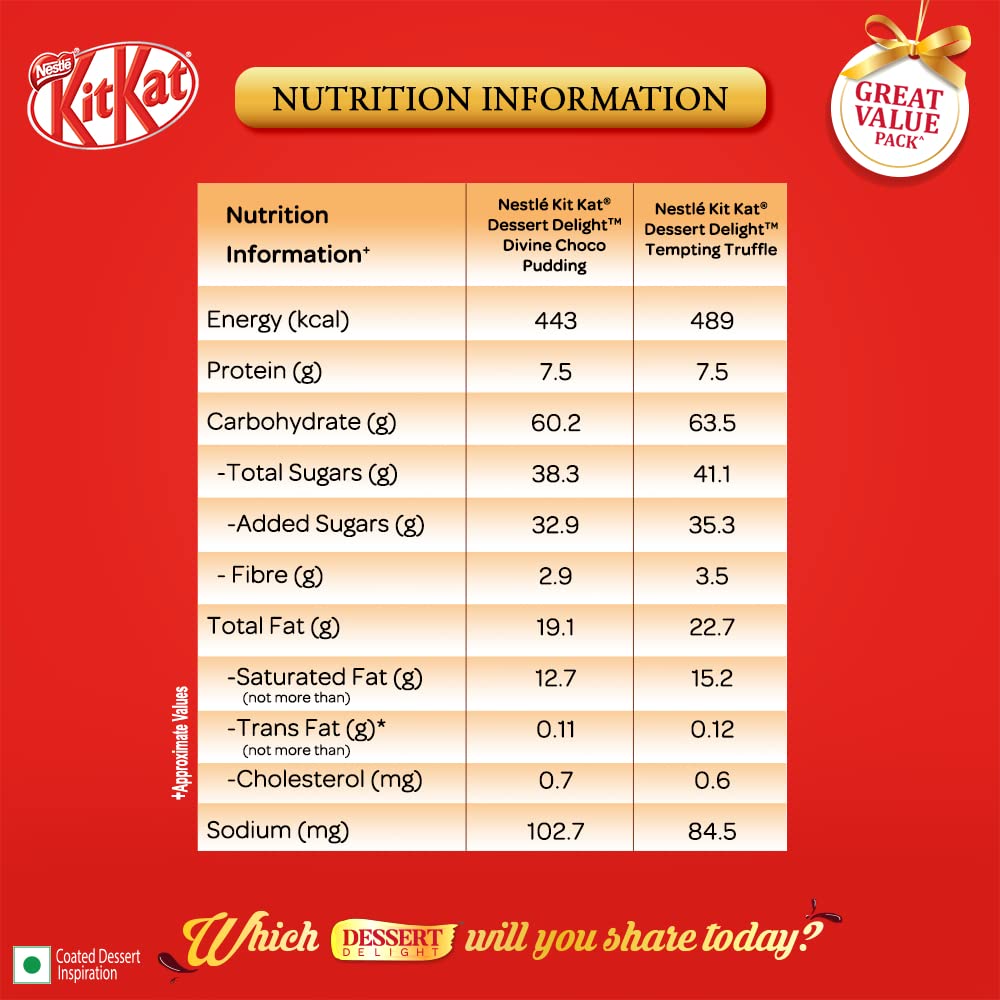 Nestlé
KitKat®
NUTRITION INFORMATION
GREAT
VALUE
PACK^
Nutrition
Information+
Nestlé Kit Kat®
Dessert Delight™
Divine Choco
Pudding
Nestlé Kit Kat®
Dessert Delight™
Tempting Truffle
Energy (kcal) 443 489
Protein (g) 7.5 7.5
Carbohydrate (g) 60.2 63.5
-Total Sugars (g) 38.3 41.1
-Added Sugars (g) 32.9 35.3
- Fibre (g) 2.9 3.5
Total Fat (g) 19.1 22.7
-Saturated Fat (g) 12.7 15.2
(not more than)
-Trans Fat (g)* 0.11 0.12
(not more than)
-Cholesterol (mg) 0.7 0.6
Sodium (mg) 102.7 84.5
+Approximate Values
Which DESSERT DELIGHT will you share today?
Coated Dessert
Inspiration